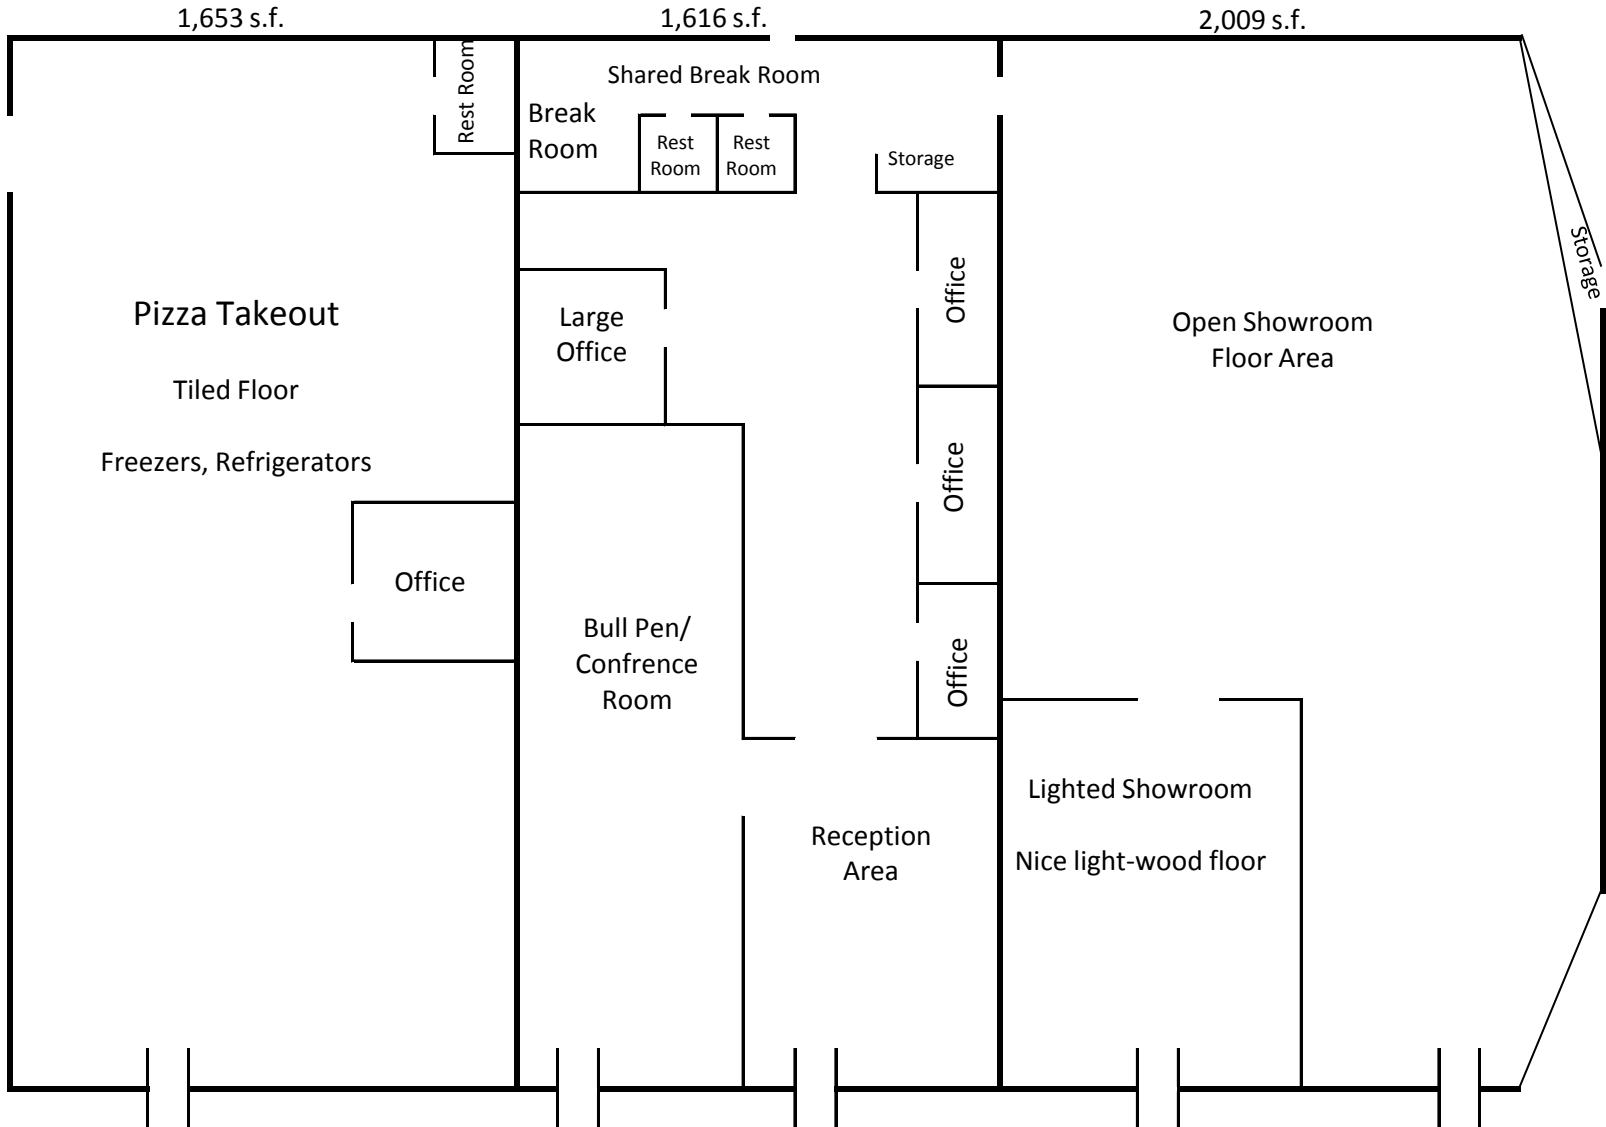 1,653 s.f.
1,616 s.f.
2,009 s.f.
Rest Room
Shared Break Room
Break
Room
Rest
Room
Rest
Room
Storage
Pizza Takeout
Tiled Floor
Freezers, Refrigerators
Office
Large
Office
Bull Pen/
Confrence
Room
Office
Office
Office
Reception
Area
Open Showroom
Floor Area
Storage
Lighted Showroom
Nice light-wood floor